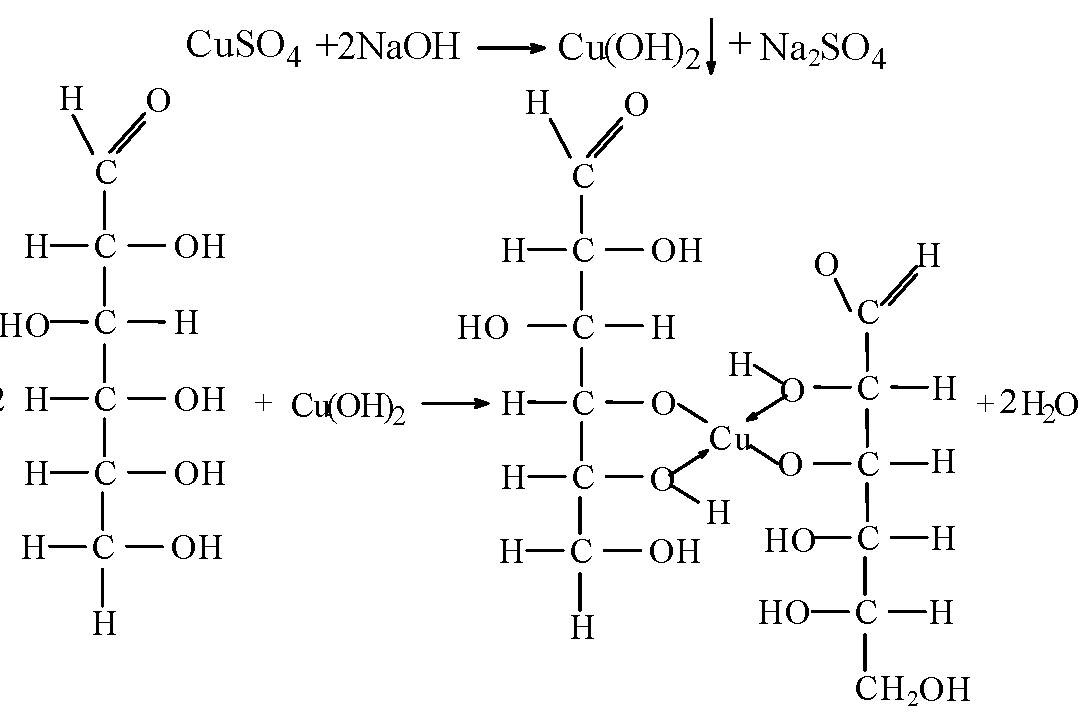 CuSO4 +2NaOH → Cu(OH)2 ↓ + Na2SO4
H O H O
C C
H C OH H C OH O H
HO C H HO C H C
H O C H
2 H C OH + Cu(OH)2 → H C O Cu + 2H2O
H C OH H C O H O C H
H C OH H C OH HO C H
H H HO C H
CH2OH